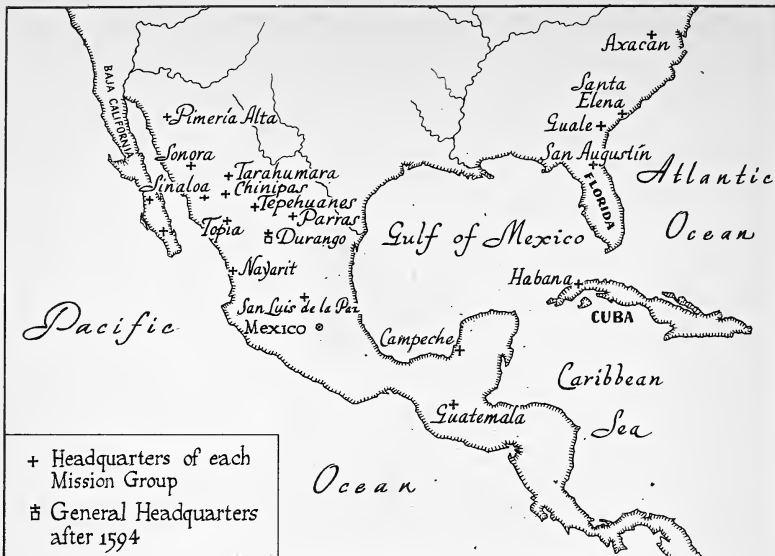 Axacan
Santa
Elena
Guale
San Augustín
FLORIDA
Atlantic
Ocean
BAJA CALIFORNIA
Pimería Alta
Sonora
Sinaloa
Tarahumara
Chinipas
Tepehuanes
Parras
Topia
Durango
Gulf of Mexico
Nayarit
Habana
CUBA
San Luis de la Paz
Mexico
Pacific
Campeche
Caribbean
Sea
Guatemala
Ocean
Headquarters of each
Mission Group
General Headquarters
after 1594